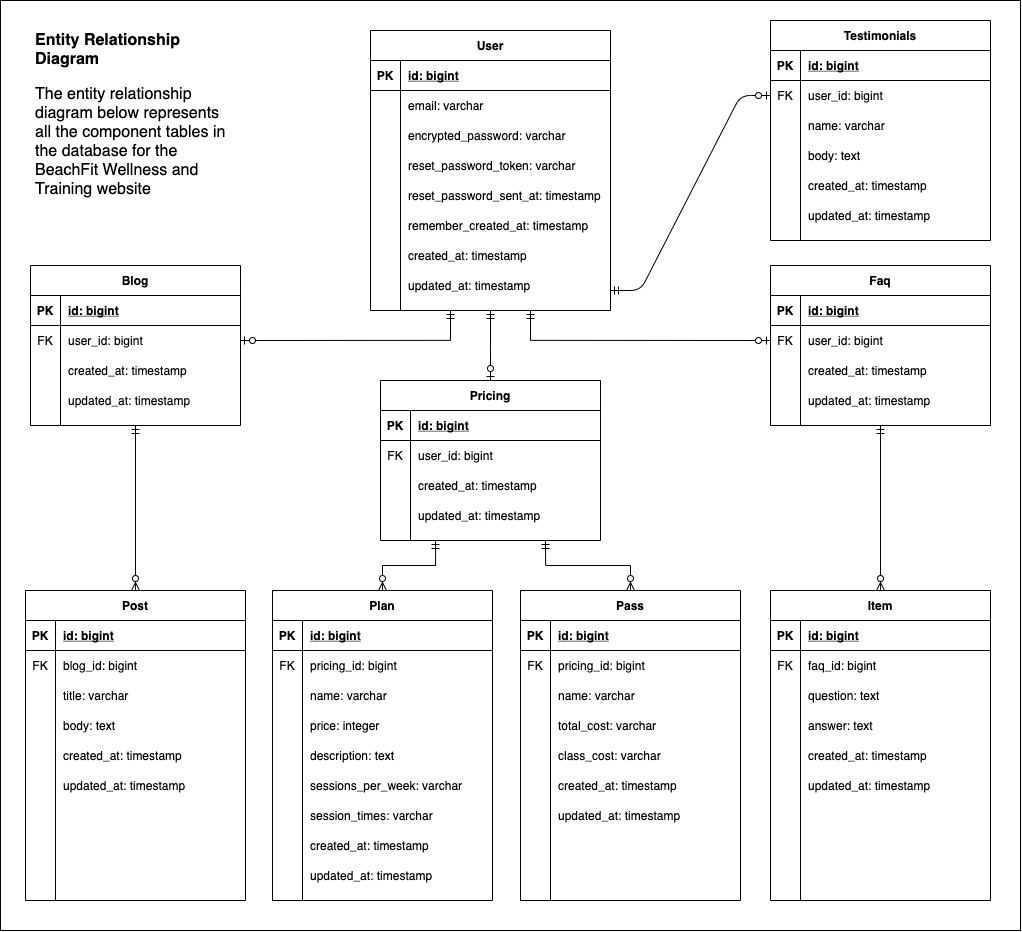 Entity Relationship
Diagram
The entity relationship
diagram below represents
all the component tables in
the database for the
BeachFit Wellness and
Training website
User
PK id: bigint
email: varchar
encrypted_password: varchar
reset_password_token: varchar
reset_password_sent_at: timestamp
remember_created_at: timestamp
created_at: timestamp
updated_at: timestamp
Testimonials
PK id: bigint
FK user_id: bigint
name: varchar
body: text
created_at: timestamp
updated_at: timestamp
Blog
PK id: bigint
FK user_id: bigint
created_at: timestamp
updated_at: timestamp
Faq
PK id: bigint
FK user_id: bigint
created_at: timestamp
updated_at: timestamp
Pricing
PK id: bigint
FK user_id: bigint
created_at: timestamp
updated_at: timestamp
Post
PK id: bigint
FK blog_id: bigint
title: varchar
body: text
created_at: timestamp
updated_at: timestamp
Plan
PK id: bigint
FK pricing_id: bigint
name: varchar
price: integer
description: text
sessions_per_week: varchar
session_times: varchar
created_at: timestamp
updated_at: timestamp
Pass
PK id: bigint
FK pricing_id: bigint
name: varchar
total_cost: varchar
class_cost: varchar
created_at: timestamp
updated_at: timestamp
Item
PK id: bigint
FK faq_id: bigint
question: text
answer: text
created_at: timestamp
updated_at: timestamp